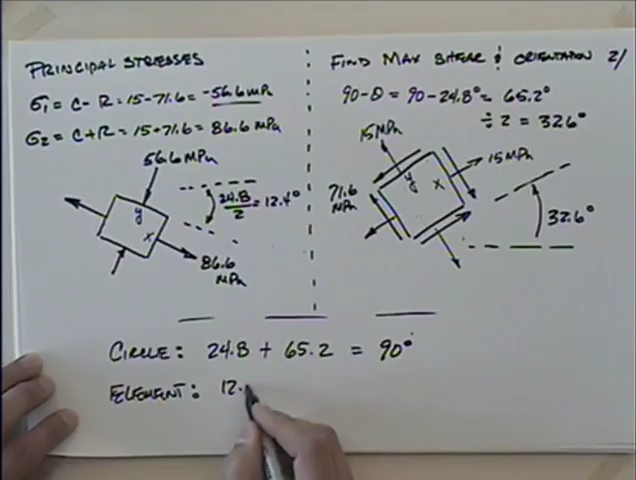 PRINCIPAL STRESSES
σ1 = C - R = 15 - 71.6 = -56.6 MPa
σ2 = C + R = 15 + 71.6 = 86.6 MPa
56.6 MPa
24.8
2
= 12.4°
y
x
86.6
MPa
FIND MAX SHEAR & ORIENTATION 2/
90 - θ = 90 - 24.8° = 65.2°
÷ 2 = 32.6°
15 MPa
15 MPa
71.6
MPa
y
x
32.6°
CIRCLE: 24.8 + 65.2 = 90°
ELEMENT: 12.